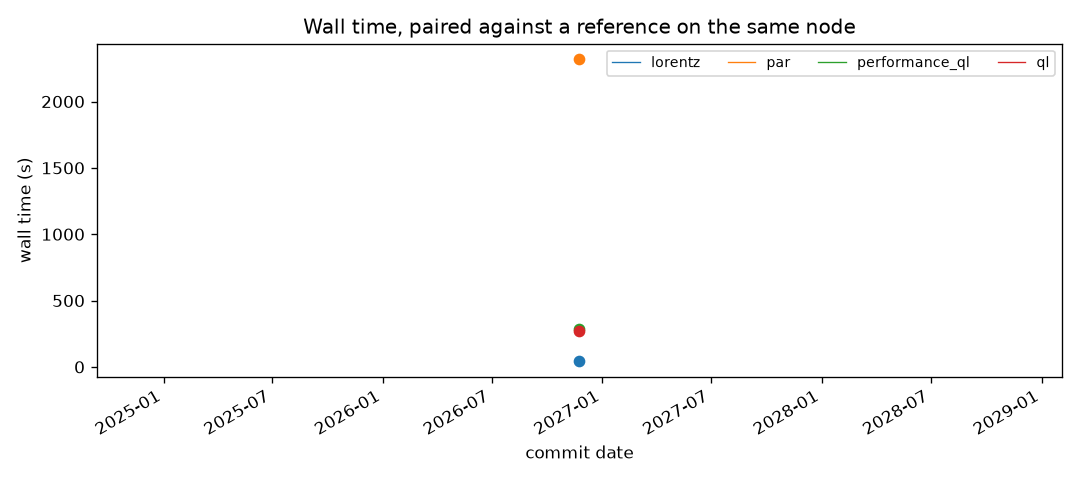 Wall time, paired against a reference on the same node
lorentz par performance_ql ql
2000
1500
1000
500
0
wall time (s)
2025-01 2025-07 2026-01 2026-07 2027-01 2027-07 2028-01 2028-07 2029-01
commit date